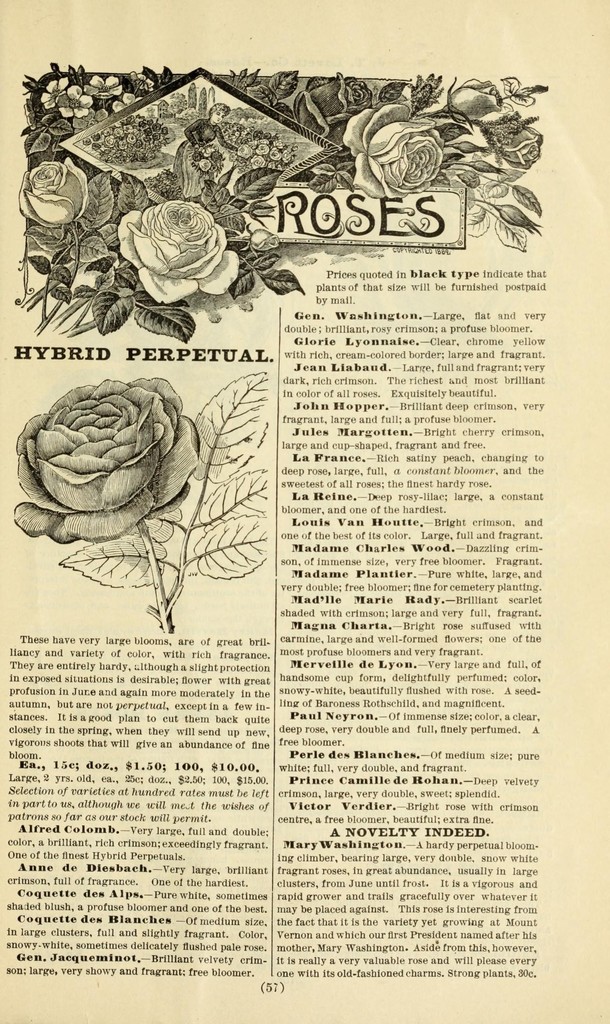 ROSES
COPYRIGHTED 1886
HYBRID PERPETUAL.
These have very large blooms, are of great bril-
liancy and variety of color, with rich fragrance.
They are entirely hardy, although a slight protection
in exposed situations is desirable; flower with great
profusion in June and again more moderately in the
autumn, but are not perpetual, except in a few in-
stances. It is a good plan to cut them back quite
closely in the spring, when they will send up new,
vigorous shoots that will give an abundance of fine
bloom.
Ea., 15c; doz., $1.50; 100, $10.00.
Large, 2 yrs. old, ea., 25c; doz., $2.50; 100, $15.00.
Selection of varieties at hundred rates must be left
in part to us, although we will meet the wishes of
patrons so far as our stock will permit.
Alfred Colomb.—Very large, full and double;
color, a brilliant, rich crimson; exceedingly fragrant.
One of the finest Hybrid Perpetuals.
Anne de Diesbach.—Very large, brilliant
crimson, full of fragrance. One of the hardiest.
Coquette des Alps.—Pure white, sometimes
shaded blush, a profuse bloomer and one of the best.
Coquette des Blanches—Of medium size,
in large clusters, full and slightly fragrant. Color,
snowy-white, sometimes delicately flushed pale rose.
Gen. Jacqueminot.—Brilliant velvety crim-
son; large, very showy and fragrant; free bloomer.
Prices quoted in black type indicate that
plants of that size will be furnished postpaid
by mail.
Gen. Washington.—Large, flat and very
double; brilliant, rosy crimson; a profuse bloomer.
Glorie Lyonnaise.—Clear, chrome yellow
with rich, cream-colored border; large and fragrant.
Jean Liabaud.—Large, full and fragrant; very
dark, rich crimson. The richest and most brilliant
in color of all roses. Exquisitely beautiful.
John Hopper.—Brilliant deep crimson, very
fragrant, large and full; a profuse bloomer.
Jules Margotten.—Bright cherry crimson,
large and cup-shaped, fragrant and free.
La France.—Rich satiny peach, changing to
deep rose, large, full, a constant bloomer, and the
sweetest of all roses; the finest hardy rose.
La Reine.—Deep rosy-lilac; large, a constant
bloomer, and one of the hardiest.
Louis Van Houtte.—Bright crimson, and
one of the best of its color. Large, full and fragrant.
Madame Charles Wood.—Dazzling crim-
son, of immense size, very free bloomer. Fragrant.
Madame Plantier.—Pure white, large, and
very double; free bloomer; fine for cemetery planting.
Mad'lle Marie Rady.—Brilliant scarlet
shaded with crimson; large and very full, fragrant.
Magna Charta.—Bright rose suffused with
carmine, large and well-formed flowers; one of the
most profuse bloomers and very fragrant.
Merveille de Lyon.—Very large and full, of
handsome cup form, delightfully perfumed; color,
snowy-white, beautifully flushed with rose. A seed-
ling of Baroness Rothschild, and magnificent.
Paul Neyron.—Of immense size; color, a clear,
deep rose, very double and full, finely perfumed. A
free bloomer.
Perle des Blanches.—Of medium size; pure
white; full, very double, and fragrant.
Prince Camille de Rohan.—Deep velvety
crimson, large, very double, sweet; splendid.
Victor Verdier.—Bright rose with crimson
centre, a free bloomer, beautiful; extra fine.
A NOVELTY INDEED.
Mary Washington.—A hardy perpetual bloom-
ing climber, bearing large, very double, snow white
fragrant roses, in great abundance, usually in large
clusters, from June until frost. It is a vigorous and
rapid grower and trails gracefully over whatever it
may be placed against. This rose is interesting from
the fact that it is the variety yet growing at Mount
Vernon and which our first President named after his
mother, Mary Washington. Aside from this, however,
it is really a very valuable rose and will please every
one with its old-fashioned charms. Strong plants, 30c.
(57)